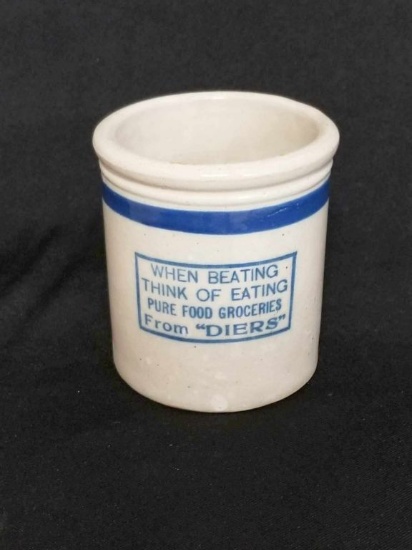 WHEN BEATING
THINK OF EATING
PURE FOOD GROCERIES
From "DIERS"